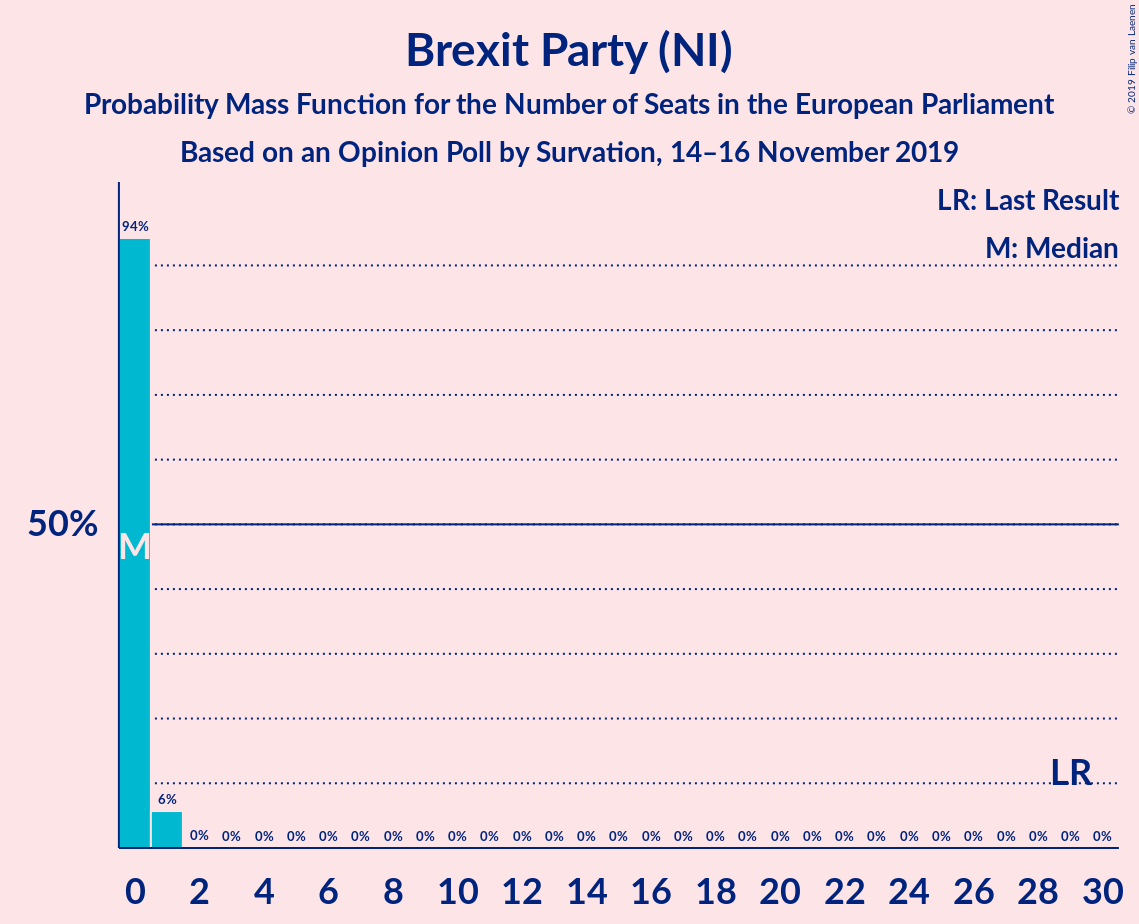 Brexit Party (NI)
Probability Mass Function for the Number of Seats in the European Parliament
Based on an Opinion Poll by Survation, 14–16 November 2019
© 2019 Filip van Laenen
LR: Last Result
M: Median
94%
50%
M
LR
6%
0% 0% 0% 0% 0% 0% 0% 0% 0% 0% 0% 0% 0% 0% 0% 0% 0% 0% 0% 0% 0% 0% 0% 0% 0% 0% 0% 0% 0%
0 2 4 6 8 10 12 14 16 18 20 22 24 26 28 30